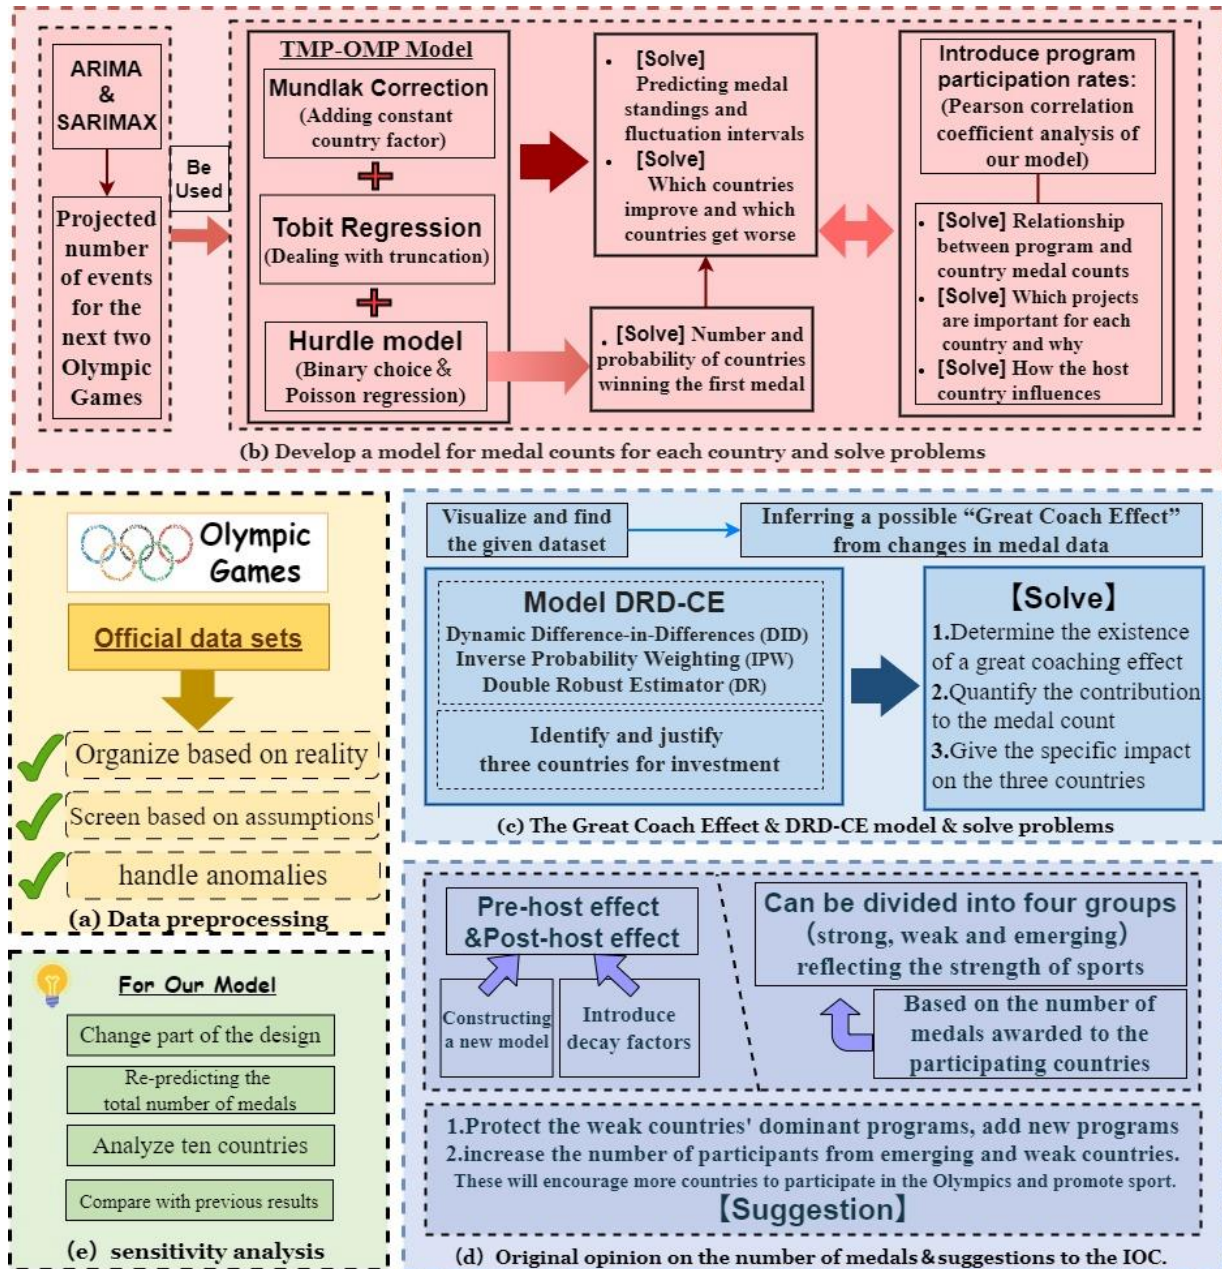 ARIMA
&
SARIMAX
Projected
number
of events
for the
next two
Olympic
Games
Be
Used
TMP-OMP Model
Mundlak Correction
(Adding constant
country factor)
Tobit Regression
(Dealing with truncation)
Hurdle model
(Binary choice &
Poisson regression)
• [Solve]
Predicting medal
standings and
fluctuation intervals
• [Solve]
Which countries
improve and which
countries get worse
• [Solve] Number and
probability of countries
winning the first medal
Introduce program
participation rates:
(Pearson correlation
coefficient analysis of
our model)
• [Solve] Relationship
between program and
country medal counts
• [Solve] Which projects
are important for each
country and why
• [Solve] How the host
country influences
(b) Develop a model for medal counts for each country and solve problems
Olympic
Games
Official data sets
Organize based on reality
Screen based on assumptions
handle anomalies
(a) Data preprocessing
Visualize and find
the given dataset
Inferring a possible “Great Coach Effect”
from changes in medal data
Model DRD-CE
Dynamic Difference-in-Differences (DID)
Inverse Probability Weighting (IPW)
Double Robust Estimator (DR)
Identify and justify
three countries for investment
【Solve】
1.Determine the existence
of a great coaching effect
2.Quantify the contribution
to the medal count
3.Give the specific impact
on the three countries
(c) The Great Coach Effect & DRD-CE model & solve problems
For Our Model
Change part of the design
Re-predicting the
total number of medals
Analyze ten countries
Compare with previous results
(e) sensitivity analysis
Pre-host effect
&Post-host effect
Constructing
a new model
Introduce
decay factors
Can be divided into four groups
(strong, weak and emerging)
reflecting the strength of sports
Based on the number of
medals awarded to the
participating countries
1.Protect the weak countries' dominant programs, add new programs
2.increase the number of participants from emerging and weak countries.
These will encourage more countries to participate in the Olympics and promote sport.
【Suggestion】
(d) Original opinion on the number of medals & suggestions to the IOC.